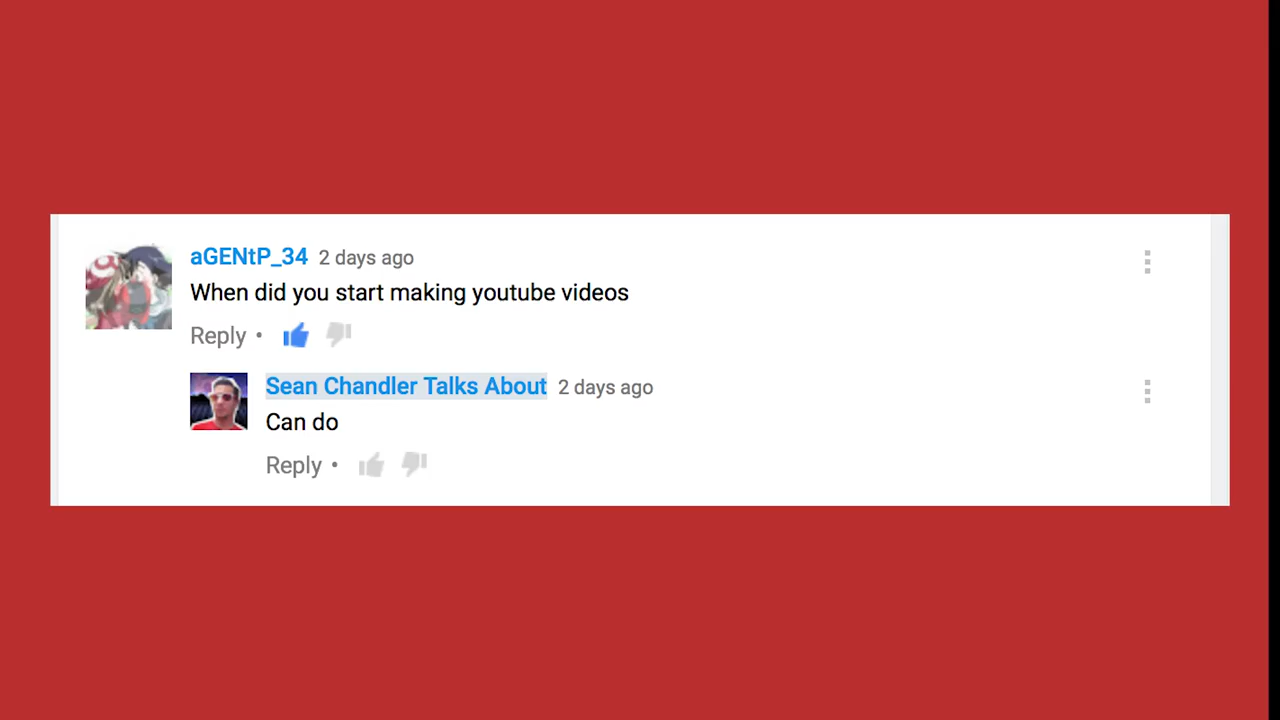 aGENtP_34 2 days ago
When did you start making youtube videos
Reply •
Sean Chandler Talks About 2 days ago
Can do
Reply •